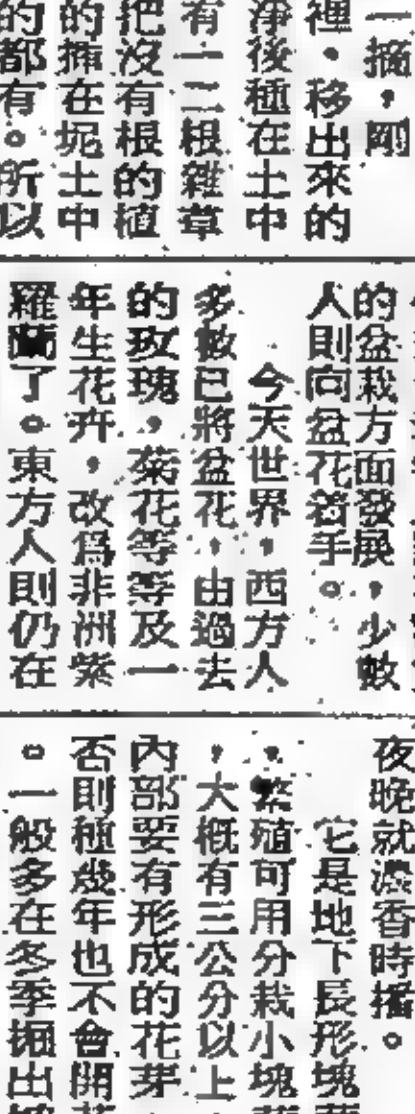 一摘，剛
裡，移出來的
淨後種在土中
有一二根雜草
把沒有根的植
的插在坭土中
的都有。所以
的盆栽方面發展，少數
人則向盆花着手。
今天世界，西方人
多數已將盆花，由過去
的玫瑰，菊花等等及一
年生花卉，改爲非洲紫
羅蘭了。東方人則仍在
夜晚就濃香時播。
它是地下長形塊
，繁殖可用分栽小塊
，大概有三公分以上
內部要有形成的花芽，
否則種幾年也不會開
。一般多在冬季掘出